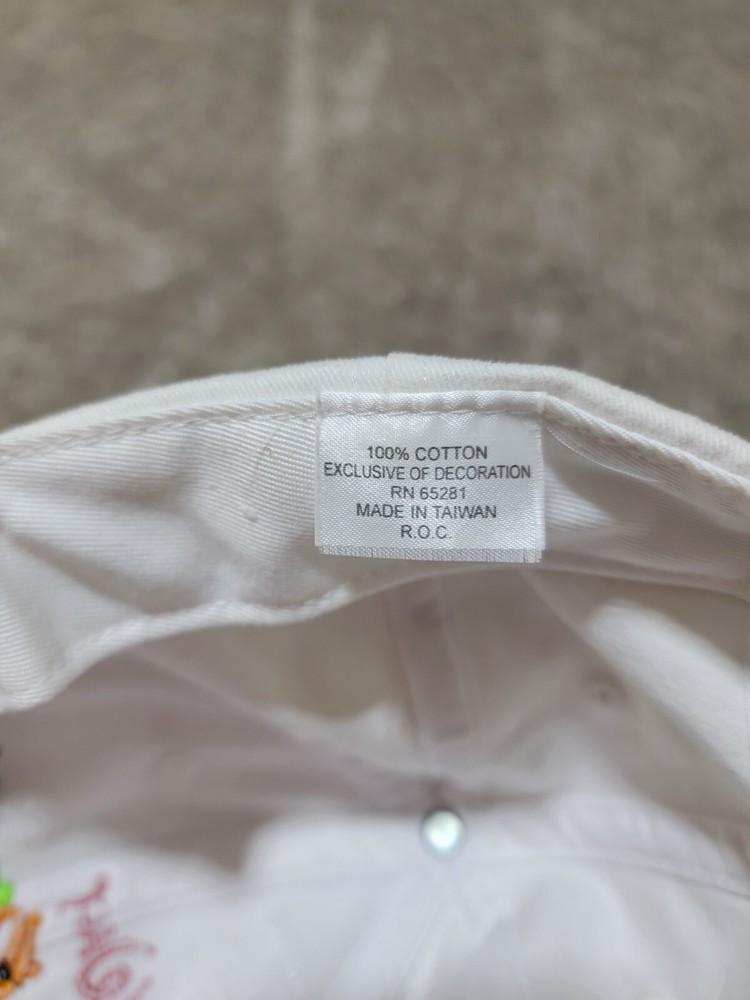 100% COTTON
EXCLUSIVE OF DECORATION
RN 65281
MADE IN TAIWAN
R.O.C.